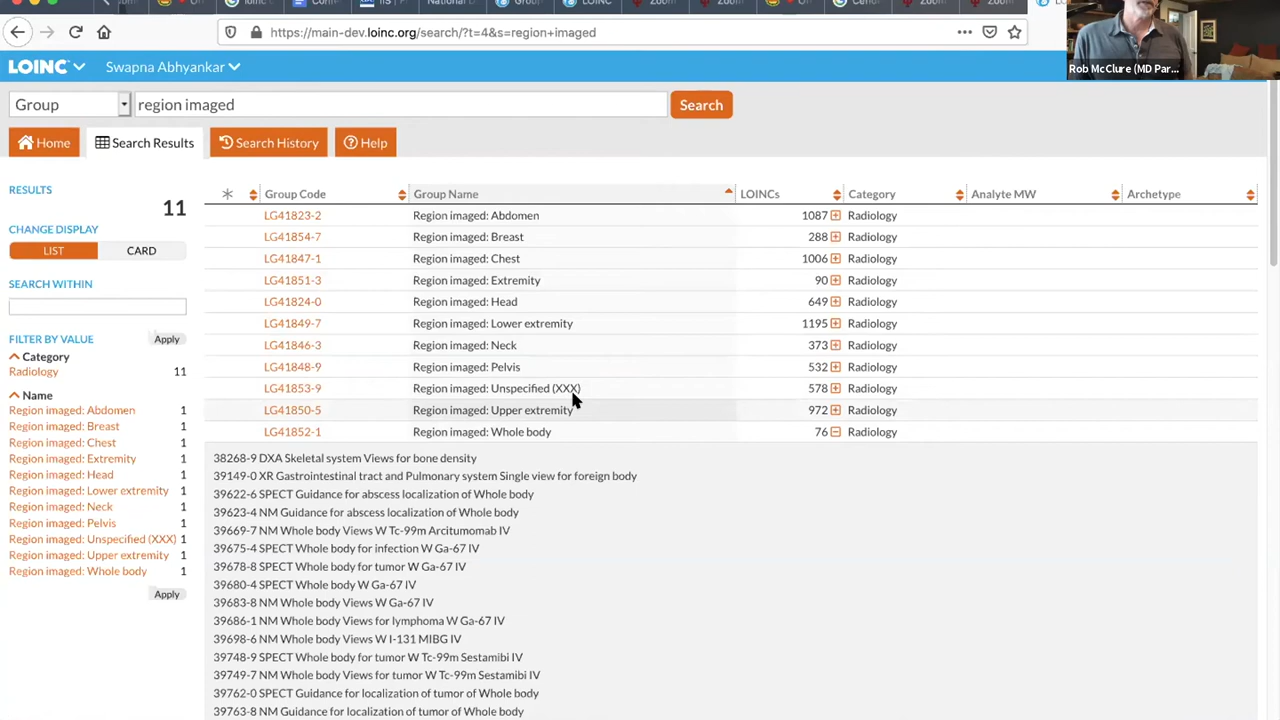 https://main-dev.loinc.org/search/?t=4&s=region+imaged
Rob McClure (MD Par...
LOINC Swapna Abhyankar
Group region imaged Search
Home Search Results Search History Help
RESULTS
11
CHANGE DISPLAY
LIST CARD
SEARCH WITHIN
FILTER BY VALUE Apply
Category
Radiology 11
Name
Region imaged: Abdomen 1
Region imaged: Breast 1
Region imaged: Chest 1
Region imaged: Extremity 1
Region imaged: Head 1
Region imaged: Lower extremity 1
Region imaged: Neck 1
Region imaged: Pelvis 1
Region imaged: Unspecified (XXX) 1
Region imaged: Upper extremity 1
Region imaged: Whole body 1
Apply
* Group Code Group Name LOINCs Category Analyte MW Archetype
LG41823-2 Region imaged: Abdomen 1087 Radiology
LG41854-7 Region imaged: Breast 288 Radiology
LG41847-1 Region imaged: Chest 1006 Radiology
LG41851-3 Region imaged: Extremity 90 Radiology
LG41824-0 Region imaged: Head 649 Radiology
LG41849-7 Region imaged: Lower extremity 1195 Radiology
LG41846-3 Region imaged: Neck 373 Radiology
LG41848-9 Region imaged: Pelvis 532 Radiology
LG41853-9 Region imaged: Unspecified (XXX) 578 Radiology
LG41850-5 Region imaged: Upper extremity 972 Radiology
LG41852-1 Region imaged: Whole body 76 Radiology
38268-9 DXA Skeletal system Views for bone density
39149-0 XR Gastrointestinal tract and Pulmonary system Single view for foreign body
39622-6 SPECT Guidance for abscess localization of Whole body
39623-4 NM Guidance for abscess localization of Whole body
39669-7 NM Whole body Views W Tc-99m Arcitumomab IV
39675-4 SPECT Whole body for infection W Ga-67 IV
39678-8 SPECT Whole body for tumor W Ga-67 IV
39680-4 SPECT Whole body W Ga-67 IV
39683-8 NM Whole body Views W Ga-67 IV
39686-1 NM Whole body Views for lymphoma W Ga-67 IV
39698-6 NM Whole body Views W I-131 MIBG IV
39748-9 SPECT Whole body for tumor W Tc-99m Sestamibi IV
39749-7 NM Whole body Views for tumor W Tc-99m Sestamibi IV
39762-0 SPECT Guidance for localization of tumor of Whole body
39763-8 NM Guidance for localization of tumor of Whole body